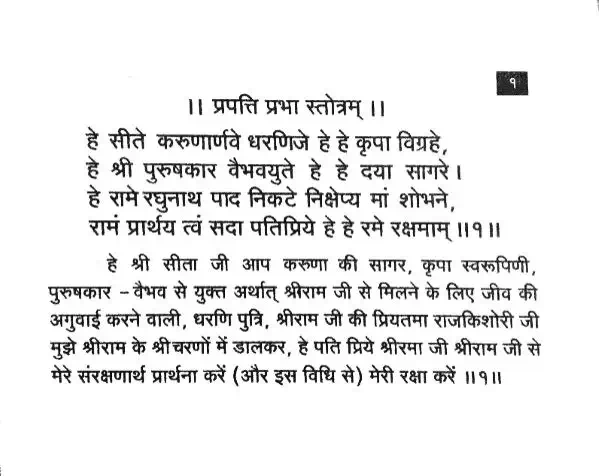 १
।। प्रपत्ति प्रभा स्तोत्रम् ।।
हे सीते करुणार्णवे धरणिजे हे हे कृपा विग्रहे,
हे श्री पुरुषकार वैभवयुते हे हे दया सागरे।
हे रामे रघुनाथ पाद निकटे निक्षेप्य मां शोभने,
रामं प्रार्थय त्वं सदा पतिप्रिये हे हे रमे रक्षमाम् ॥१॥
हे श्री सीता जी आप करुणा की सागर, कृपा स्वरूपिणी,
पुरुषकार – वैभव से युक्त अर्थात् श्रीराम जी से मिलने के लिए जीव की
अगुवाई करने वाली, धरणि पुत्रि, श्रीराम जी की प्रियतमा राजकिशोरी जी
मुझे श्रीराम के श्रीचरणों में डालकर, हे पति प्रिये श्रीरमा जी श्रीराम जी से
मेरे संरक्षणार्थ प्रार्थना करें (और इस विधि से) मेरी रक्षा करें ॥१॥